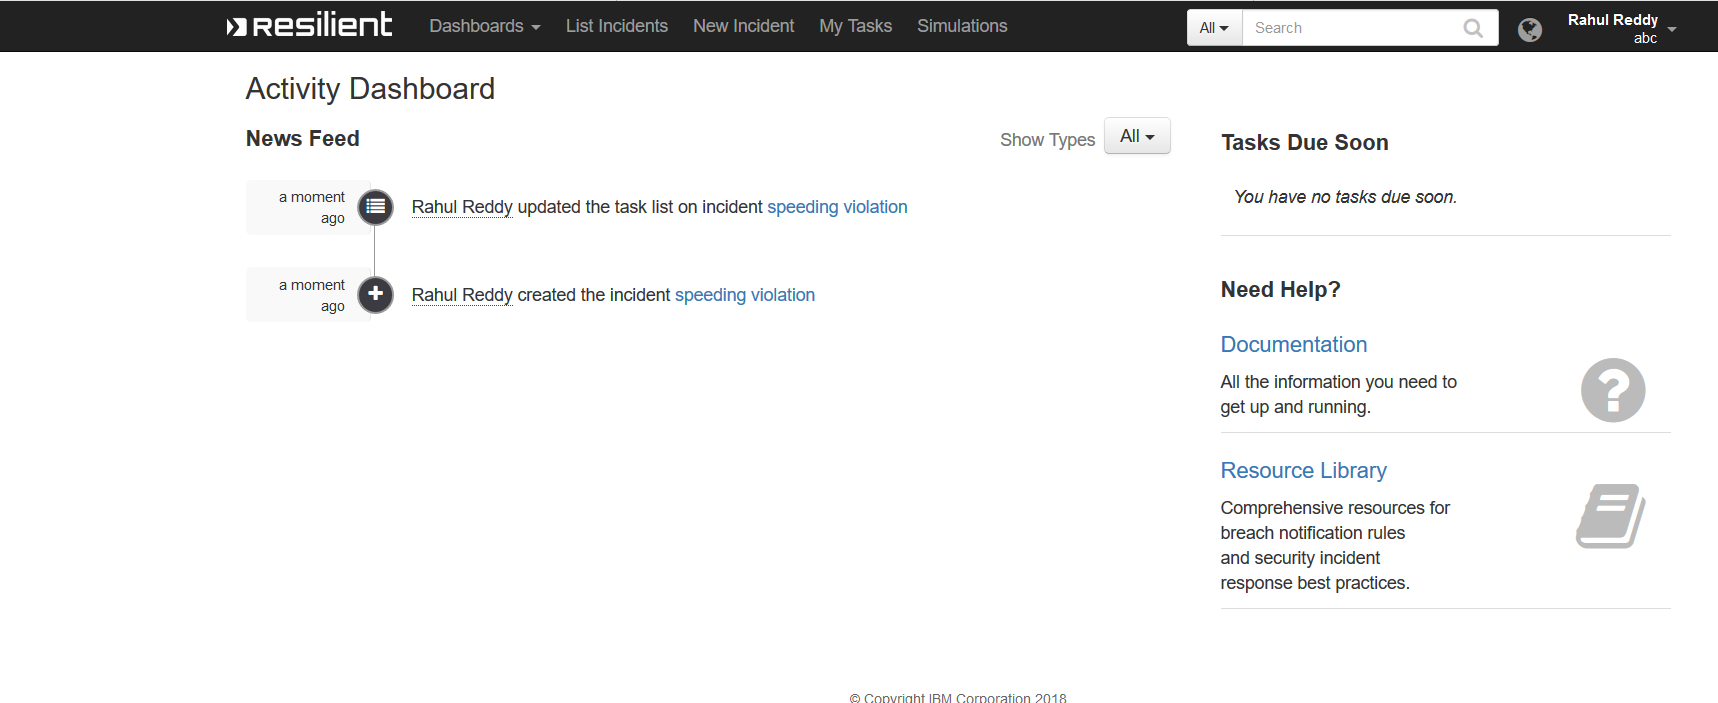 resilient Dashboards List Incidents New Incident My Tasks Simulations All Search Rahul Reddy
abc
Activity Dashboard
News Feed
Show Types All
a moment
ago
Rahul Reddy updated the task list on incident speeding violation
a moment
ago
Rahul Reddy created the incident speeding violation
Tasks Due Soon
You have no tasks due soon.
Need Help?
Documentation
All the information you need to
get up and running.
Resource Library
Comprehensive resources for
breach notification rules
and security incident
response best practices.
© Copyright IBM Corporation 2018